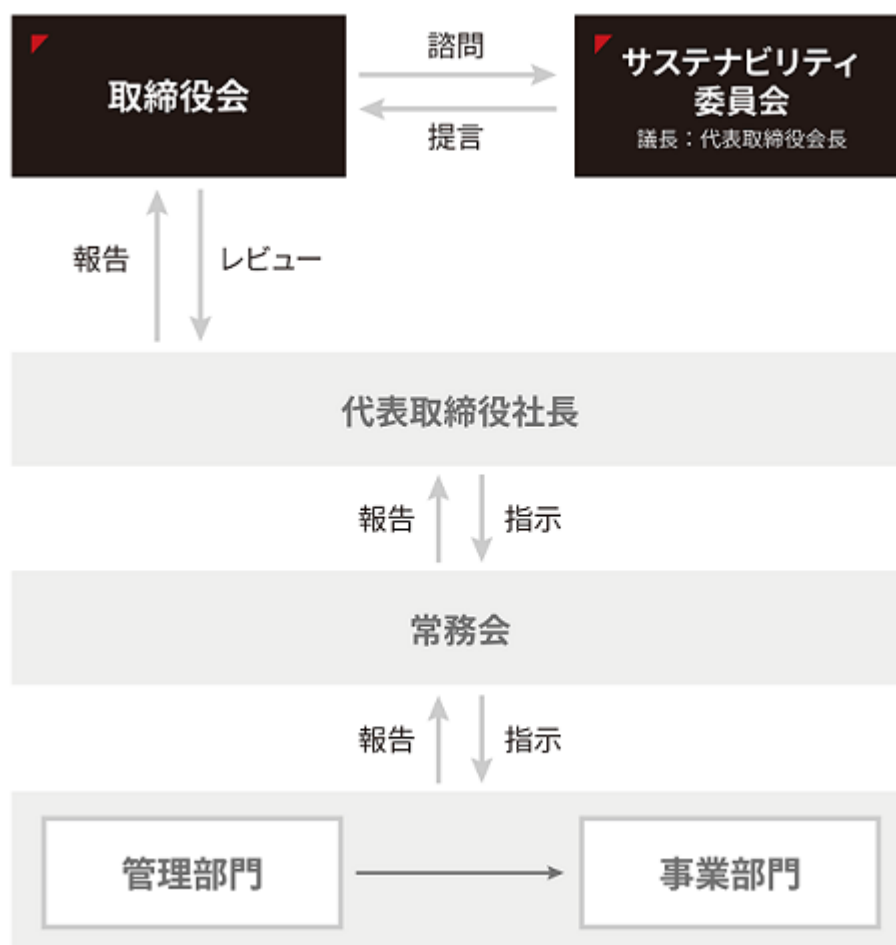 取締役会
諮問
提言
サステナビリティ
委員会
議長：代表取締役会長
報告
レビュー
代表取締役社長
報告
指示
常務会
報告
指示
管理部門
事業部門